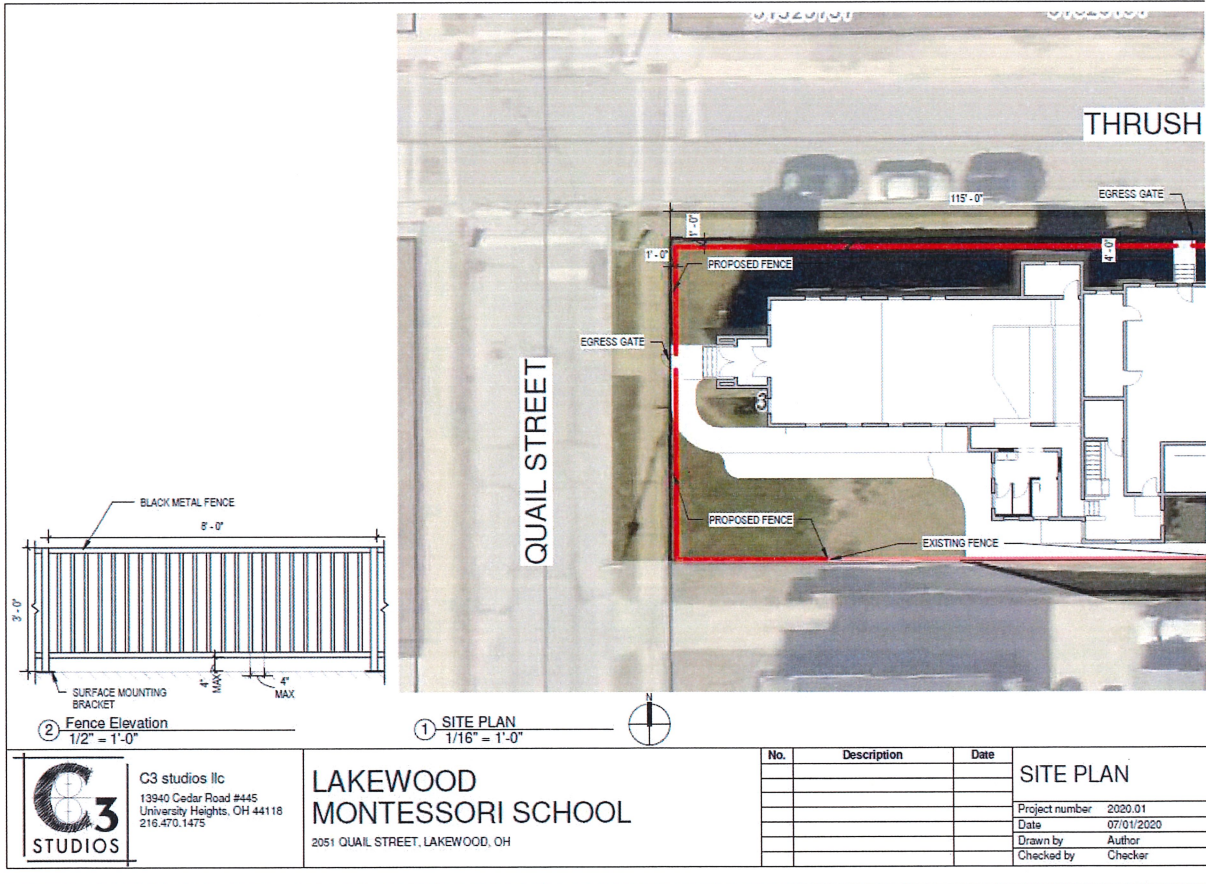 THRUSH
115' - 0"
EGRESS GATE
1' - 0"
4' - 0"
1' - 0"
PROPOSED FENCE
EGRESS GATE
QUAIL STREET
PROPOSED FENCE
EXISTING FENCE
BLACK METAL FENCE
8' - 0"
3' - 0"
4"
MAX
4"
MAX
SURFACE MOUNTING
BRACKET
2 Fence Elevation
1/2" = 1'-0"
1 SITE PLAN
1/16" = 1'-0"
N
C3
STUDIOS
C3 studios llc
13940 Cedar Road #445
University Heights, OH 44118
216.470.1475
LAKEWOOD
MONTESSORI SCHOOL
2051 QUAIL STREET, LAKEWOOD, OH
No. Description Date
SITE PLAN
Project number 2020.01
Date 07/01/2020
Drawn by Author
Checked by Checker